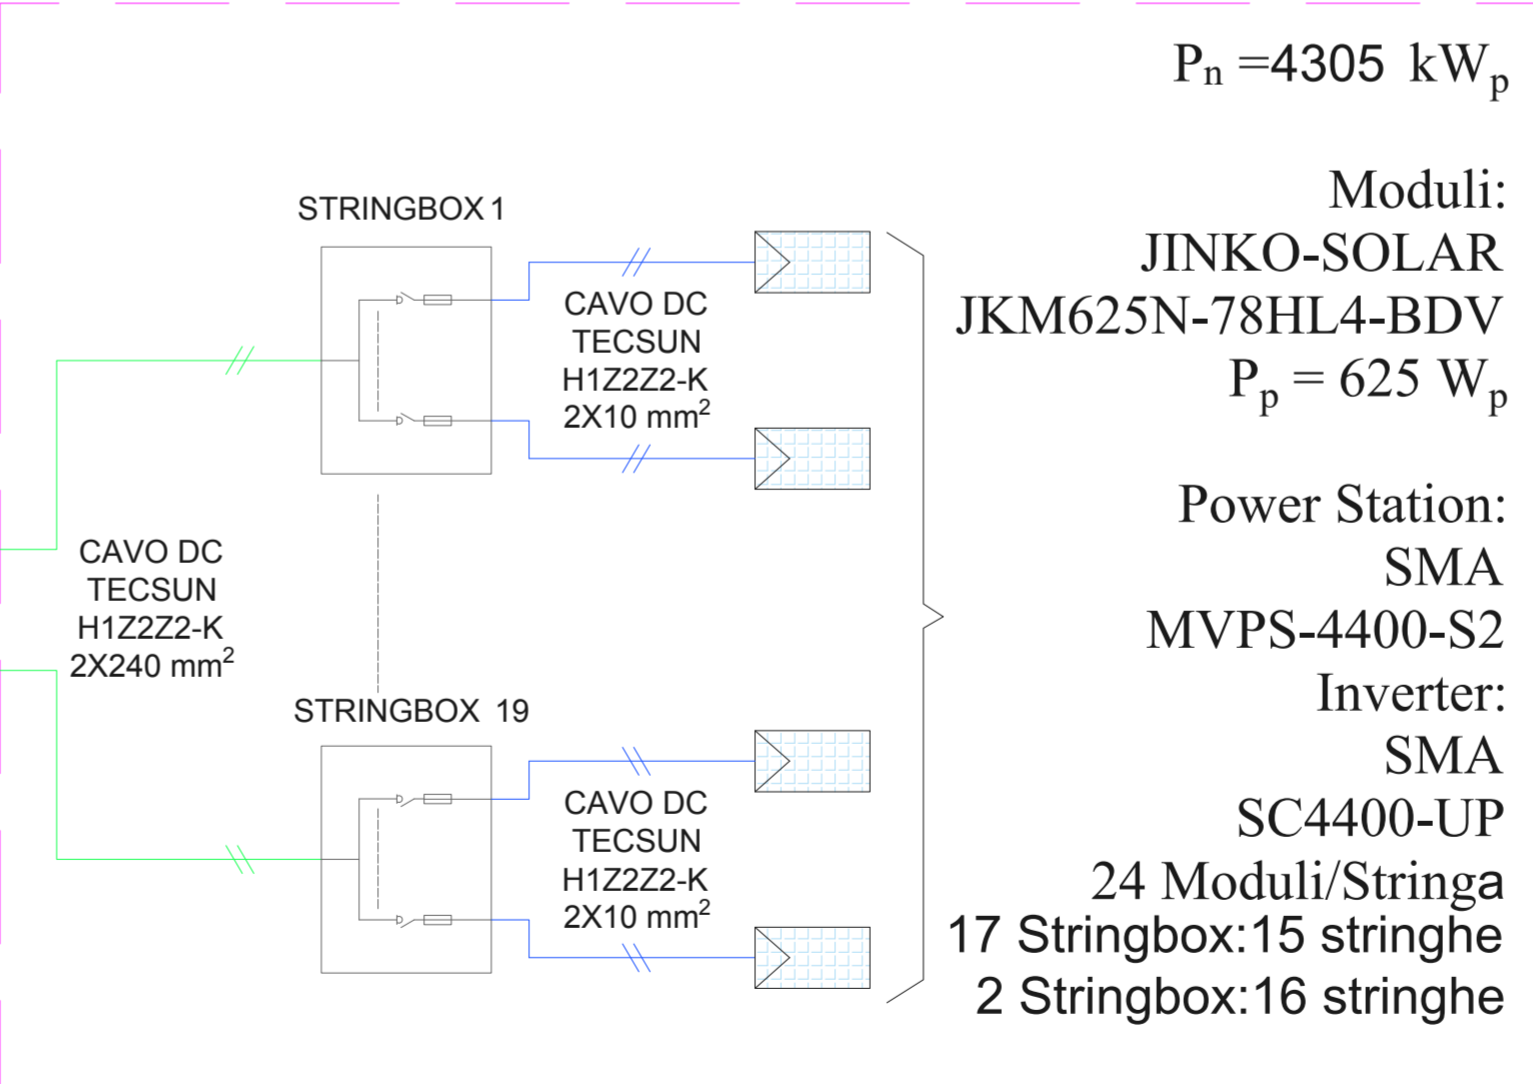 Pₙ =4305 kWₚ
Moduli:
JINKO-SOLAR
JKM625N-78HL4-BDV
Pₚ = 625 Wₚ
Power Station:
SMA
MVPS-4400-S2
Inverter:
SMA
SC4400-UP
24 Moduli/Stringa
17 Stringbox:15 stringhe
2 Stringbox:16 stringhe
STRINGBOX 1
CAVO DC
TECSUN
H1Z2Z2-K
2X10 mm²
CAVO DC
TECSUN
H1Z2Z2-K
2X240 mm²
STRINGBOX 19
CAVO DC
TECSUN
H1Z2Z2-K
2X10 mm²